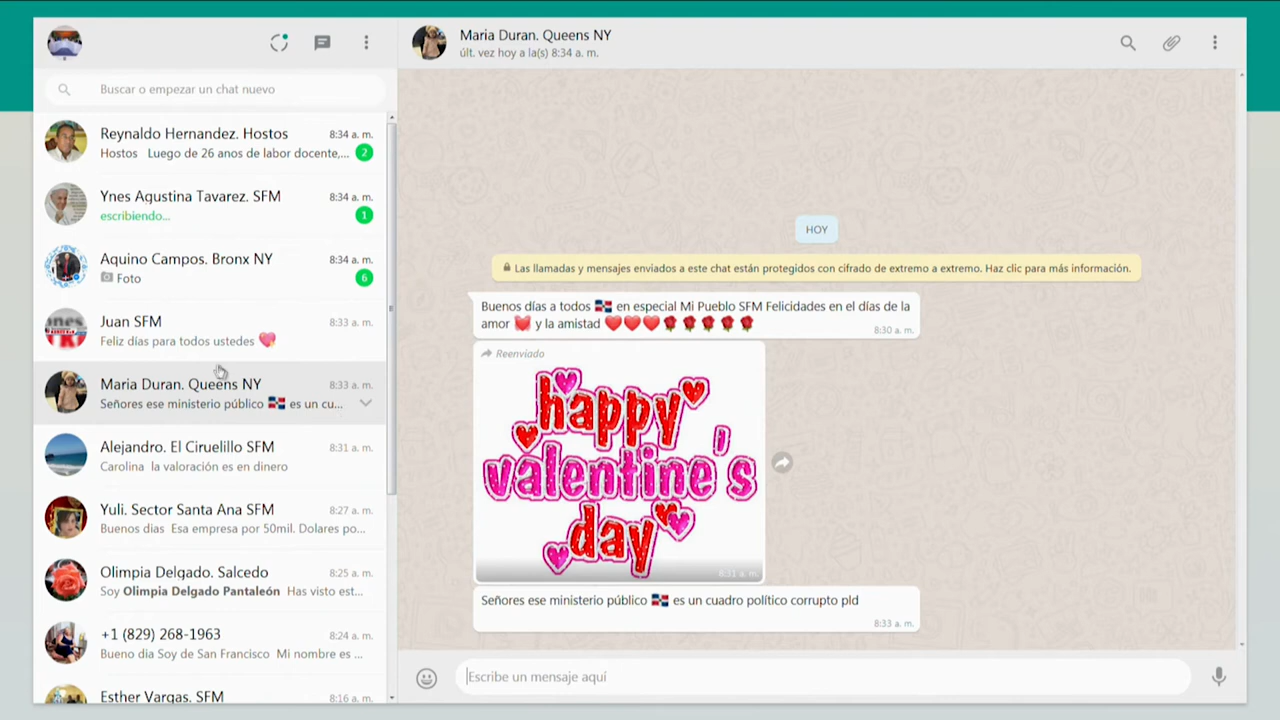 Buscar o empezar un chat nuevo
Reynaldo Hernandez. Hostos
8:34 a. m.
Hostos Luego de 26 anos de labor docente,...
2
Ynes Agustina Tavarez. SFM
8:34 a. m.
escribiendo...
1
Aquino Campos. Bronx NY
8:34 a. m.
Foto
6
Juan SFM
8:33 a. m.
Feliz días para todos ustedes 💖
Maria Duran. Queens NY
8:33 a. m.
Señores ese ministerio público 🇩🇴 es un cu...
Alejandro. El Ciruelillo SFM
8:31 a. m.
Carolina la valoración es en dinero
Yuli. Sector Santa Ana SFM
8:27 a. m.
Buenos dias Esa empresa por 50mil. Dolares po...
Olimpia Delgado. Salcedo
8:25 a. m.
Soy Olimpia Delgado Pantaleón Has visto est...
+1 (829) 268-1963
8:24 a. m.
Bueno dia Soy de San Francisco Mi nombre es ...
Esther Vargas. SFM
8:16 a. m.
Maria Duran. Queens NY
últ. vez hoy a la(s) 8:34 a. m.
HOY
Las llamadas y mensajes enviados a este chat están protegidos con cifrado de extremo a extremo. Haz clic para más información.
Buenos días a todos 🇩🇴 en especial Mi Pueblo SFM Felicidades en el días de la
amor 💓 y la amistad ❤️❤️❤️🌹🌹🌹🌹🌹
8:30 a. m.
Reenviado
happy
valentine's
day
8:31 a. m.
Señores ese ministerio público 🇩🇴 es un cuadro político corrupto pld
8:33 a. m.
Escribe un mensaje aquí